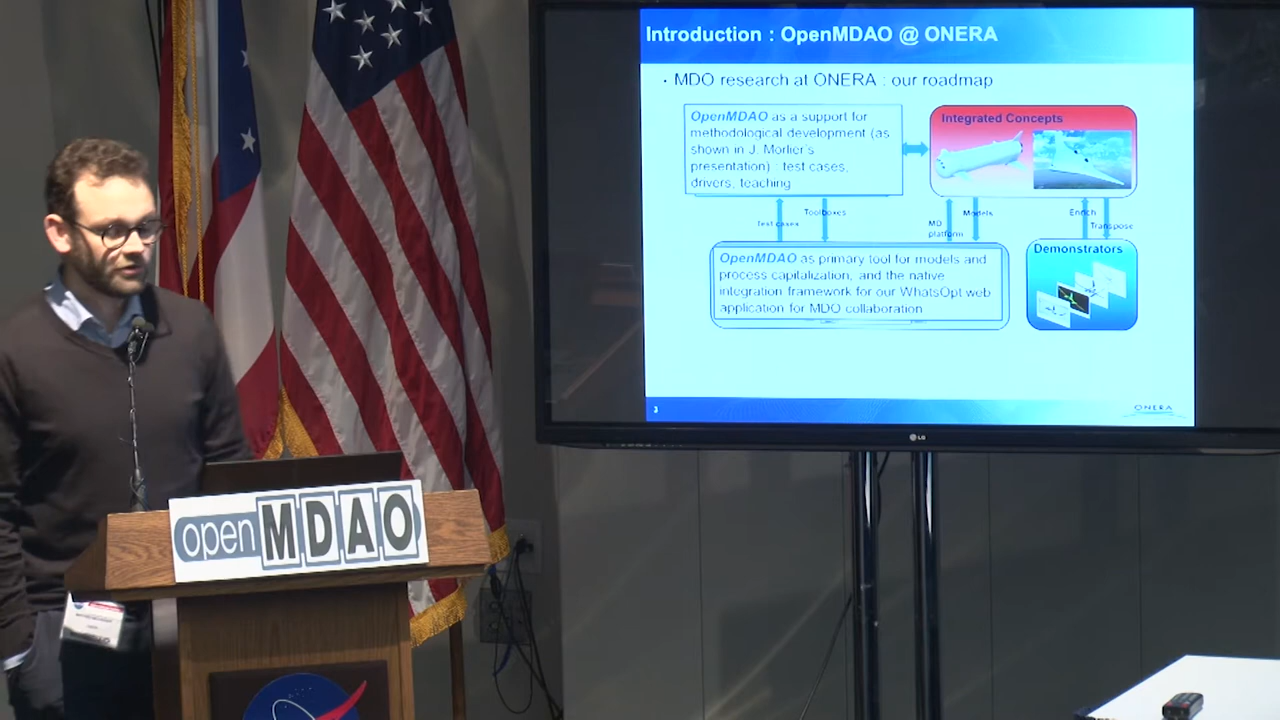 Introduction : OpenMDAO @ ONERA
· MDO research at ONERA : our roadmap
OpenMDAO as a support for
methodological development (as
shown in J. Morlier's
presentation) : test cases,
drivers, teaching
Integrated Concepts
Test cases
Toolboxes
MD
platform
Models
Enrich
Transpose
OpenMDAO as primary tool for models and
process capitalization, and the native
integration framework for our WhatsOpt web
application for MDO collaboration
Demonstrators
3
ONERA
LG
openMDAO